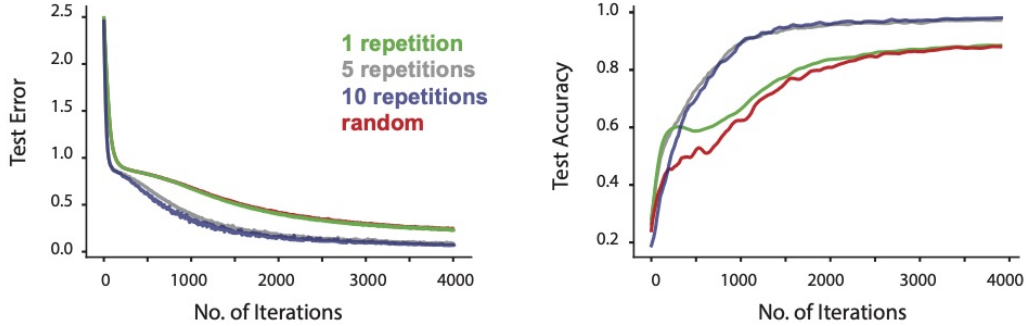 Test Error
2.5
2.0
1.5
1.0
0.5
0.0
0
1000
2000
3000
4000
No. of Iterations
1 repetition
5 repetitions
10 repetitions
random
Test Accuracy
1.0
0.8
0.6
0.4
0.2
0
1000
2000
3000
4000
No. of Iterations